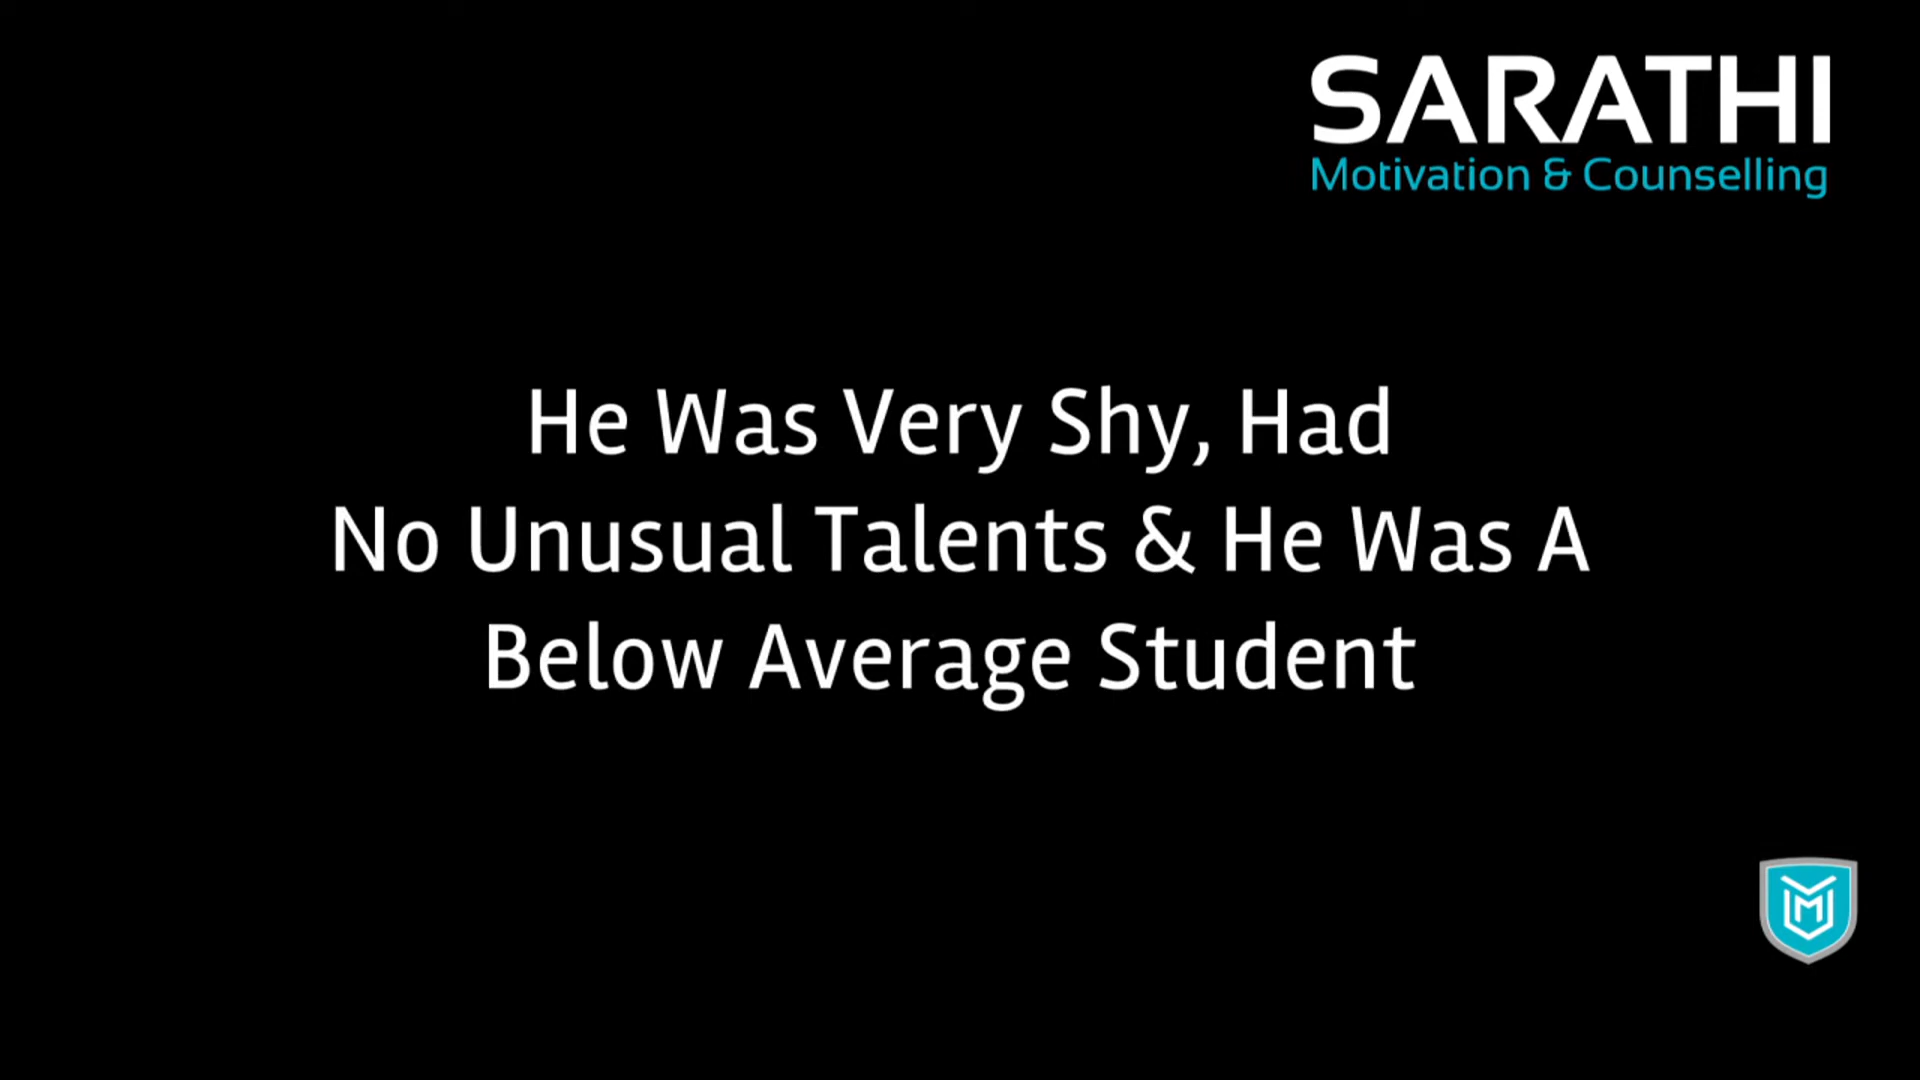 SARATHI
Motivation & Counselling
He Was Very Shy, Had
No Unusual Talents & He Was A
Below Average Student